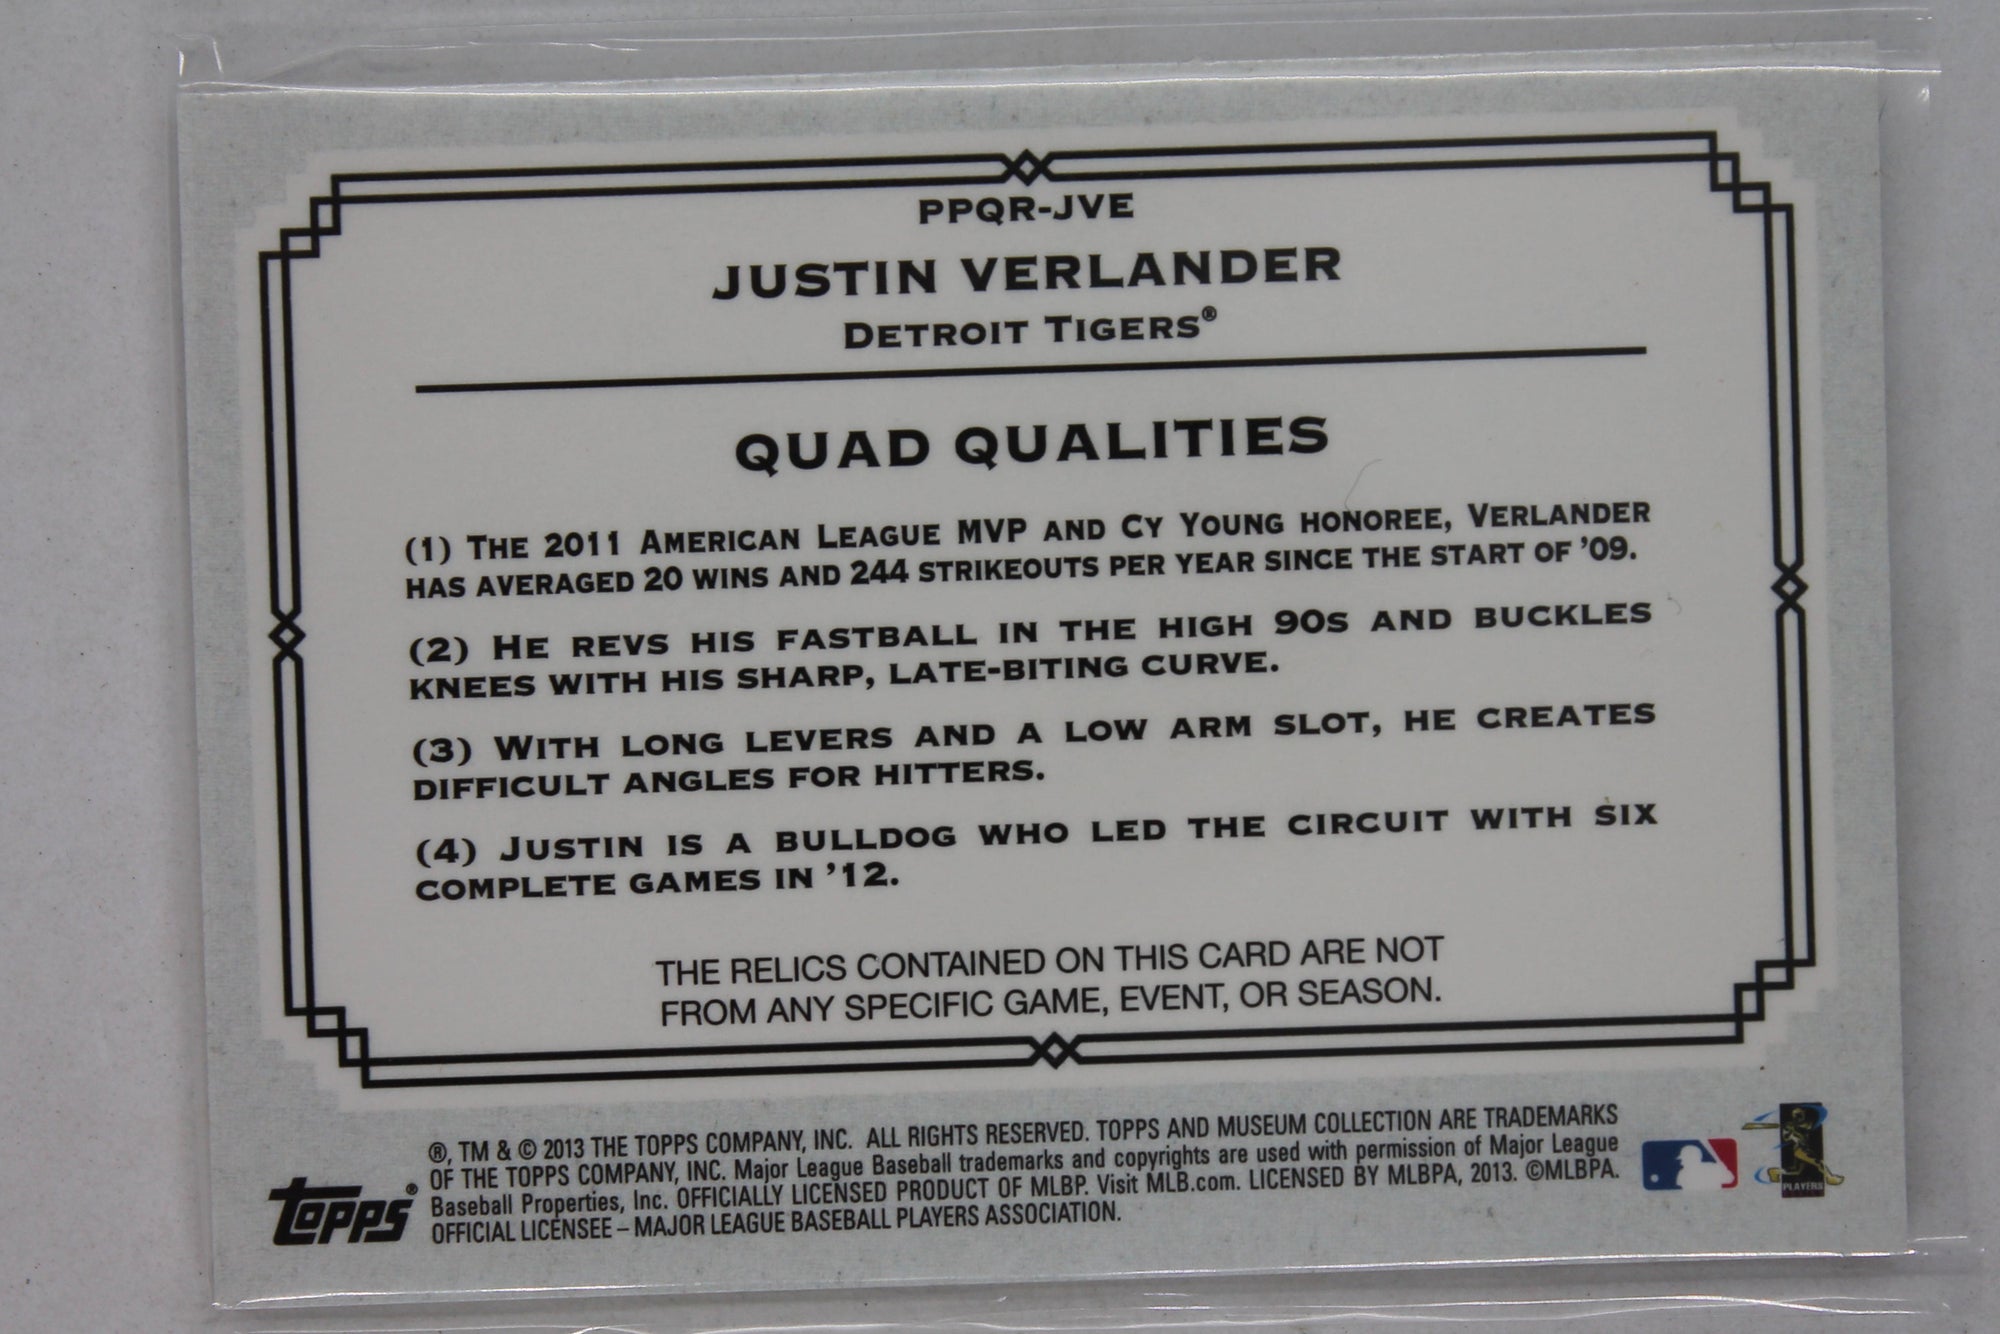 PPQR-JVE
JUSTIN VERLANDER
DETROIT TIGERS®
QUAD QUALITIES
(1) THE 2011 AMERICAN LEAGUE MVP AND CY YOUNG HONOREE, VERLANDER
HAS AVERAGED 20 WINS AND 244 STRIKEOUTS PER YEAR SINCE THE START OF '09.
(2) HE REVS HIS FASTBALL IN THE HIGH 90S AND BUCKLES
KNEES WITH HIS SHARP, LATE-BITING CURVE.
(3) WITH LONG LEVERS AND A LOW ARM SLOT, HE CREATES
DIFFICULT ANGLES FOR HITTERS.
(4) JUSTIN IS A BULLDOG WHO LED THE CIRCUIT WITH SIX
COMPLETE GAMES IN '12.
THE RELICS CONTAINED ON THIS CARD ARE NOT
FROM ANY SPECIFIC GAME, EVENT, OR SEASON.
®, TM & © 2013 THE TOPPS COMPANY, INC. ALL RIGHTS RESERVED. TOPPS AND MUSEUM COLLECTION ARE TRADEMARKS
OF THE TOPPS COMPANY, INC. Major League Baseball trademarks and copyrights are used with permission of Major League
Baseball Properties, Inc. OFFICIALLY LICENSED PRODUCT OF MLBP. Visit MLB.com. LICENSED BY MLBPA, 2013. ©MLBPA.
OFFICIAL LICENSEE – MAJOR LEAGUE BASEBALL PLAYERS ASSOCIATION.
TOPPS®
PLAYERS